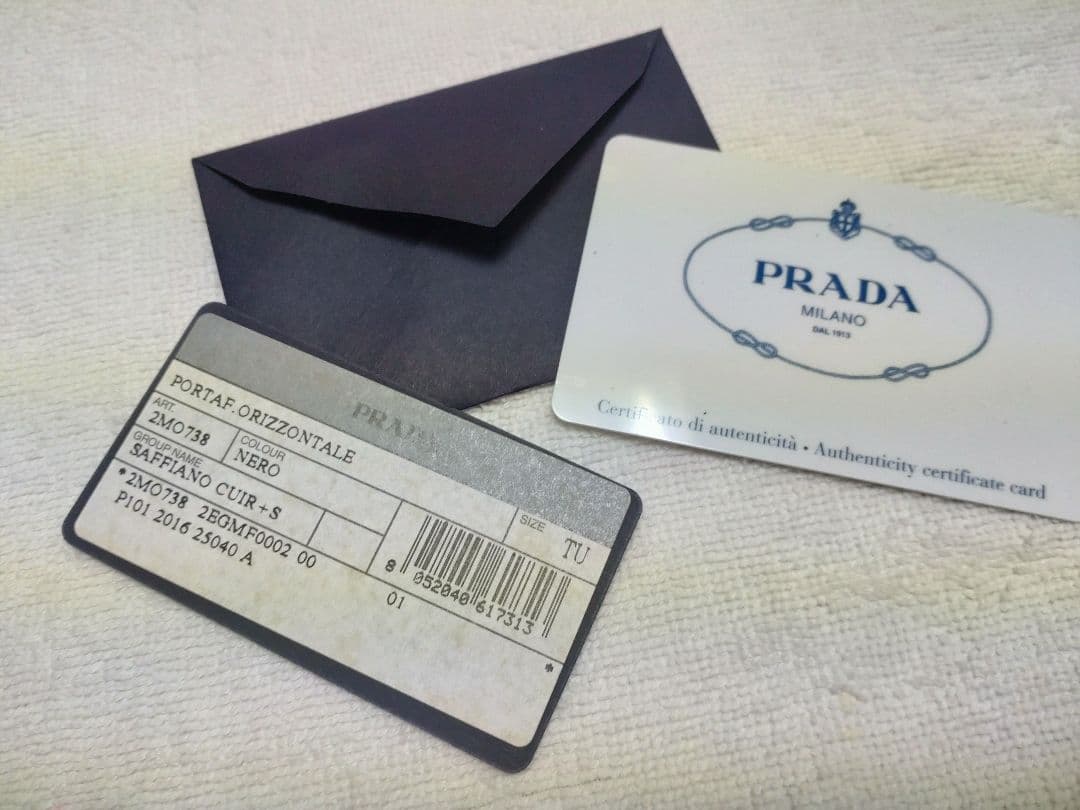 PRADA
MILANO
DAL 1913
Certificato di autenticità • Authenticity certificate card
PRADA
PORTAF.ORIZZONTALE
ART.
2MO738
COLOUR
NERO
SIZE
TU
GROUP NAME
SAFFIANO CUIR+S
*2MO738 2EGMF0002 00
P101 2016 25040 A
8 052040 617313
01
*